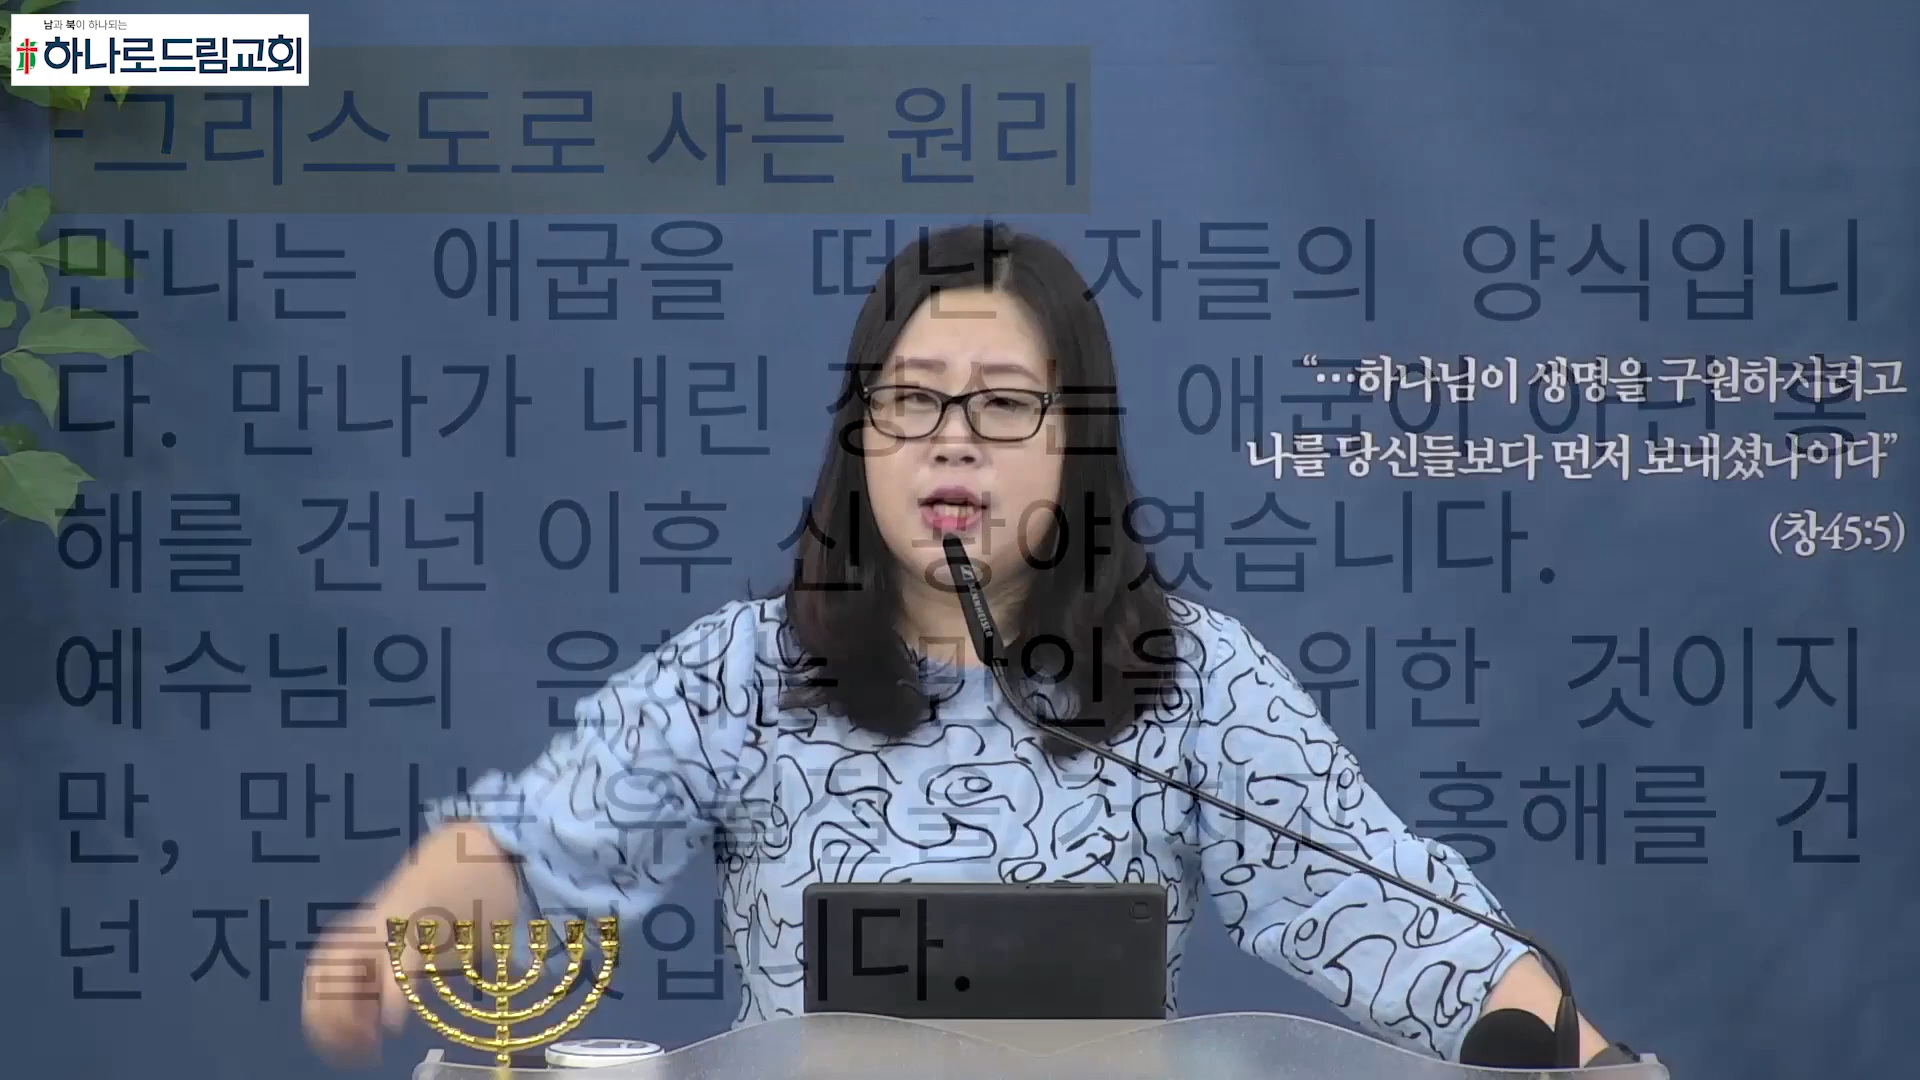 남과 북이 하나되는
하나로드림교회
-그리스도로 사는 원리
만나는 애굽을 떠난 자들의 양식입니
다. 만나가 내린 장소는 애굽이 아닌 홍
해를 건넌 이후 신 광야였습니다.
예수님의 은혜는 만인을 위한 것이지
만, 만나는 유월절을 거치고 홍해를 건
넌 자들의 것입니다.
“…하나님이 생명을 구원하시려고
나를 당신들보다 먼저 보내셨나이다”
(창45:5)
SENNHEISER